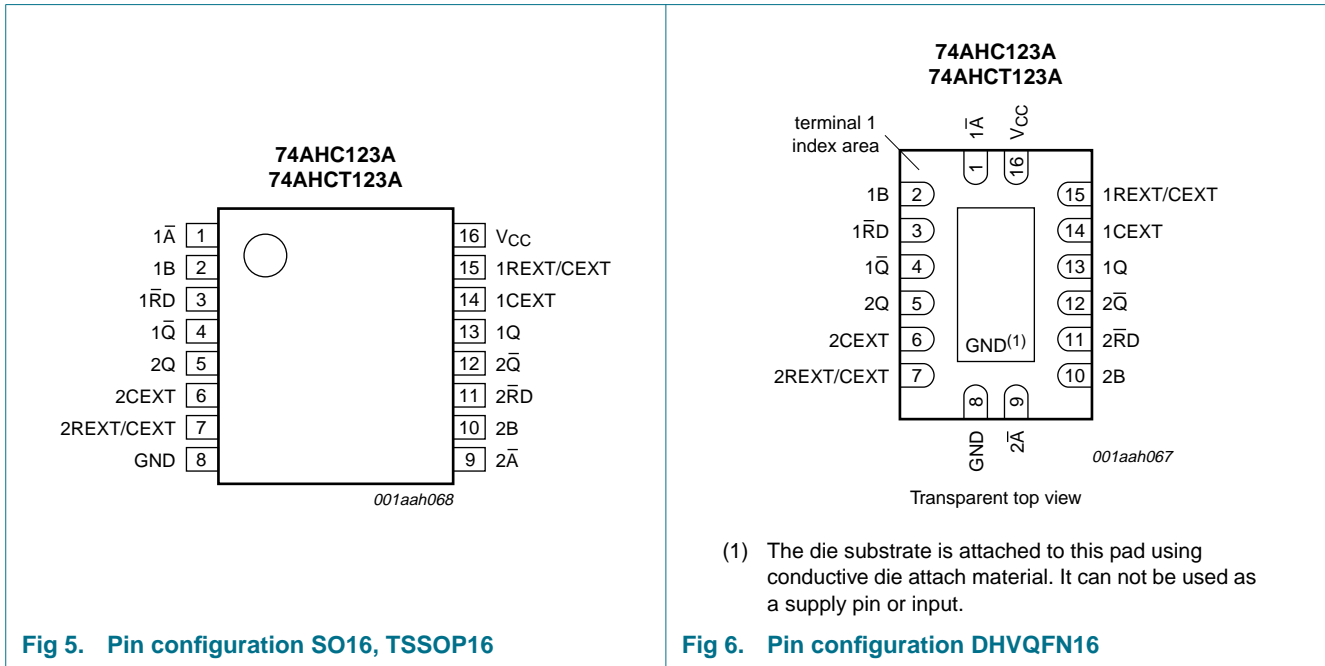 74AHC123A
74AHCT123A
1A̅ 1
1B 2
1R̅D 3
1Q̅ 4
2Q 5
2CEXT 6
2REXT/CEXT 7
GND 8
16 VCC
15 1REXT/CEXT
14 1CEXT
13 1Q
12 2Q̅
11 2R̅D
10 2B
9 2A̅
001aah068
Fig 5. Pin configuration SO16, TSSOP16
74AHC123A
74AHCT123A
terminal 1
index area
1A̅ 1
VCC 16
1B 2
1R̅D 3
1Q̅ 4
2Q 5
2CEXT 6
2REXT/CEXT 7
15 1REXT/CEXT
14 1CEXT
13 1Q
12 2Q̅
11 2R̅D
10 2B
GND(1)
8 GND
9 2A̅
001aah067
Transparent top view
(1) The die substrate is attached to this pad using
conductive die attach material. It can not be used as
a supply pin or input.
Fig 6. Pin configuration DHVQFN16